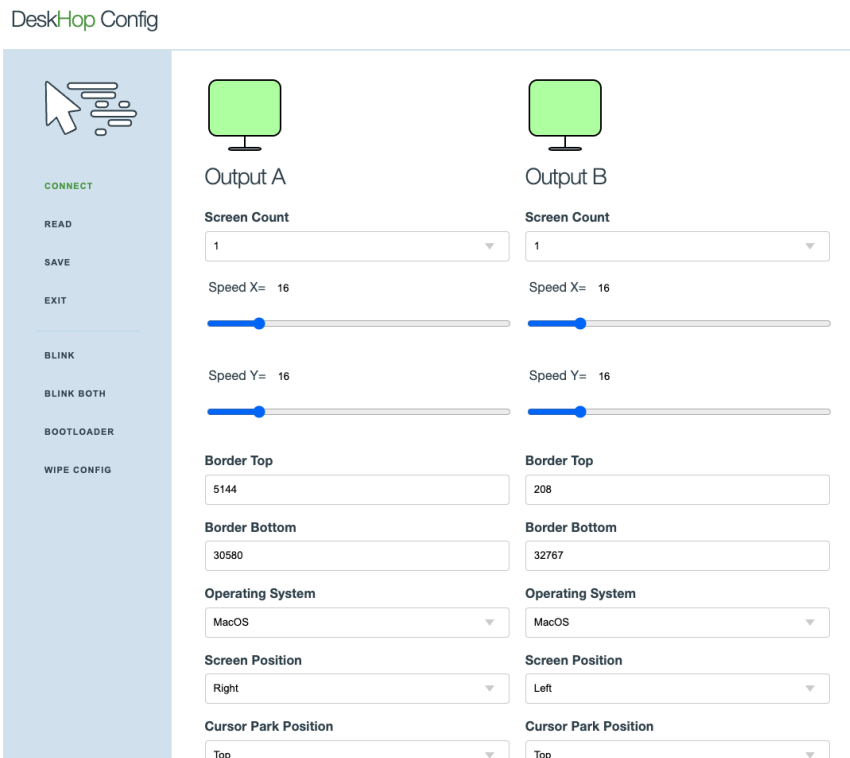 DeskHop Config
CONNECT
READ
SAVE
EXIT
BLINK
BLINK BOTH
BOOTLOADER
WIPE CONFIG
Output A
Screen Count
1
Speed X= 16
Speed Y= 16
Border Top
5144
Border Bottom
30580
Operating System
MacOS
Screen Position
Right
Cursor Park Position
Top
Output B
Screen Count
1
Speed X= 16
Speed Y= 16
Border Top
208
Border Bottom
32767
Operating System
MacOS
Screen Position
Left
Cursor Park Position
Top